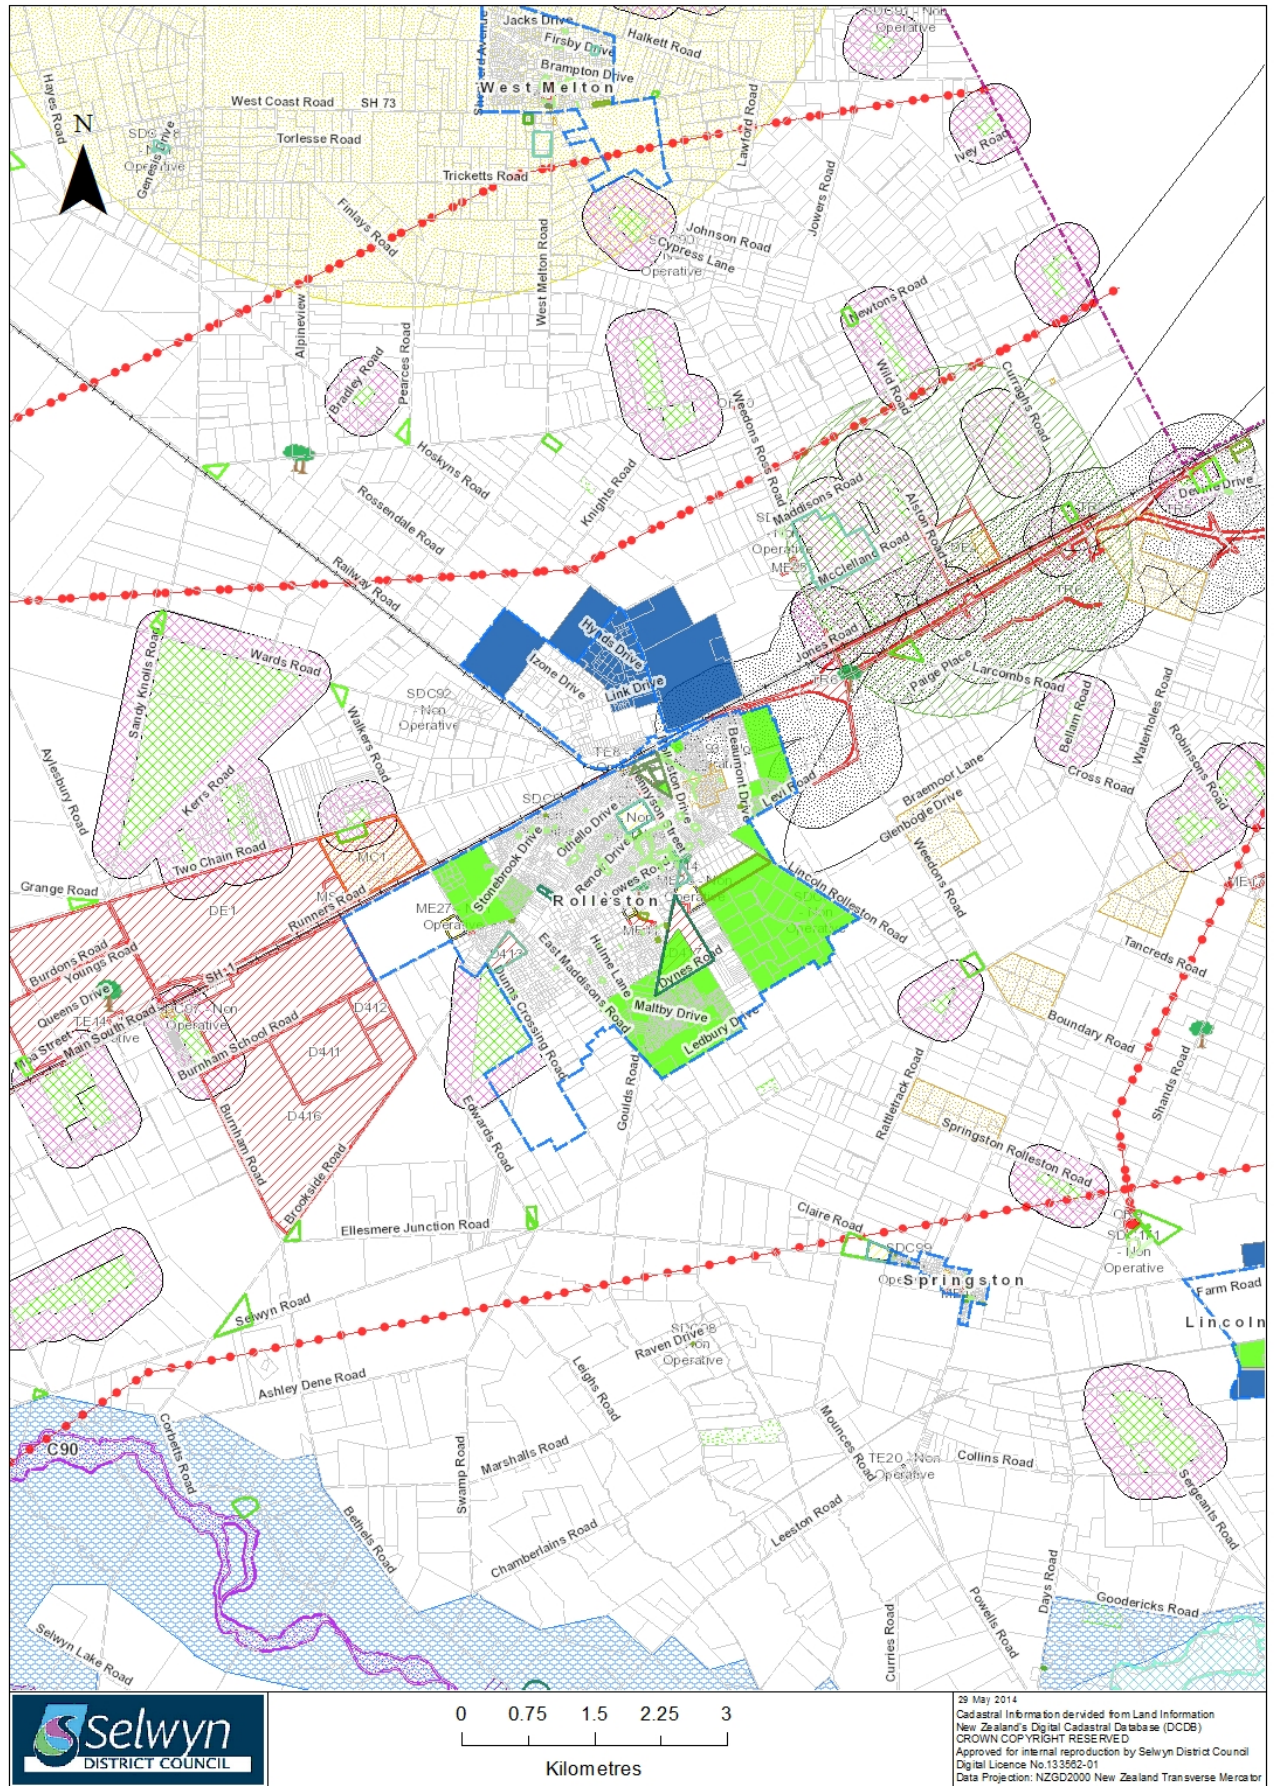 Jacks Drive
Firsby Drive
Halkett Road
Brampton Drive
West Melton
Hayes Road
West Coast Road SH 73
Torlesse Road
Genesis Drive
Lawford Road
Ivey Road
N
Tricketts Road
Finlays Road
Jowers Road
Johnson Road
Cypress Lane
Operative
West Melton Road
Newtons Road
Alpineview
Pearces Road
Bradley Road
Wild Road
Curraghs Road
Weedons Ross Road
Hoskyns Road
Knights Road
Rossendale Road
Maddisons Road
Alston Road
McClelland Road
Devine Drive
Railway Road
Hynds Drive
Izone Drive
Link Drive
Jones Road
Paige Place
Larcombs Road
TR6
Wards Road
Sandy Knolls Road
SDC92
- Non
Operative
Walkers Road
Bellam Road
Waterholes Road
Robinsons Road
Aylesbury Road
Kerrs Road
Beaumont Drive
Levi Road
Braemoor Lane
Cross Road
Glenbogle Drive
Weedons Road
Othello Drive
Stonebrook Drive
Two Chain Road
MC1
Grange Road
DE1
Runners Road
Rolleston
Lincoln Rolleston Road
Burdons Road
Youngs Road
SH 1
Queens Drive
Main South Road
Burnham School Road
D412
D411
D416
East Maddisons Road
Hulme Lane
Dunns Crossing Road
Dynes Road
Maltby Drive
Ledbury Drive
Tancreds Road
Boundary Road
Shands Road
Goulds Road
Rattletrack Road
Edwards Road
Burnham Road
Brookside Road
Springston Rolleston Road
Ellesmere Junction Road
Claire Road
Operative
SDC99
Springston
Farm Road
Lincoln
Selwyn Road
Raven Drive
Operative
Ashley Dene Road
Leighs Road
C90
Corbetts Road
Swamp Road
Marshalls Road
Mounces Road
TE20 - Non
Operative
Collins Road
Sergeants Road
Bethels Road
Chamberlains Road
Leeston Road
Days Road
Goodericks Road
Powells Road
Curries Road
Selwyn Lake Road
Selwyn
DISTRICT COUNCIL
0 0.75 1.5 2.25 3
Kilometres
29 May 2014
Cadastral Information dervided from Land Information
New Zealand's Digital Cadastral Database (DCDB)
CROWN COPYRIGHT RESERVED
Approved for internal reproduction by Selwyn District Council
Digital Licence No.133562-01
Data Projection: NZGD2000 New Zealand Transverse Mercator